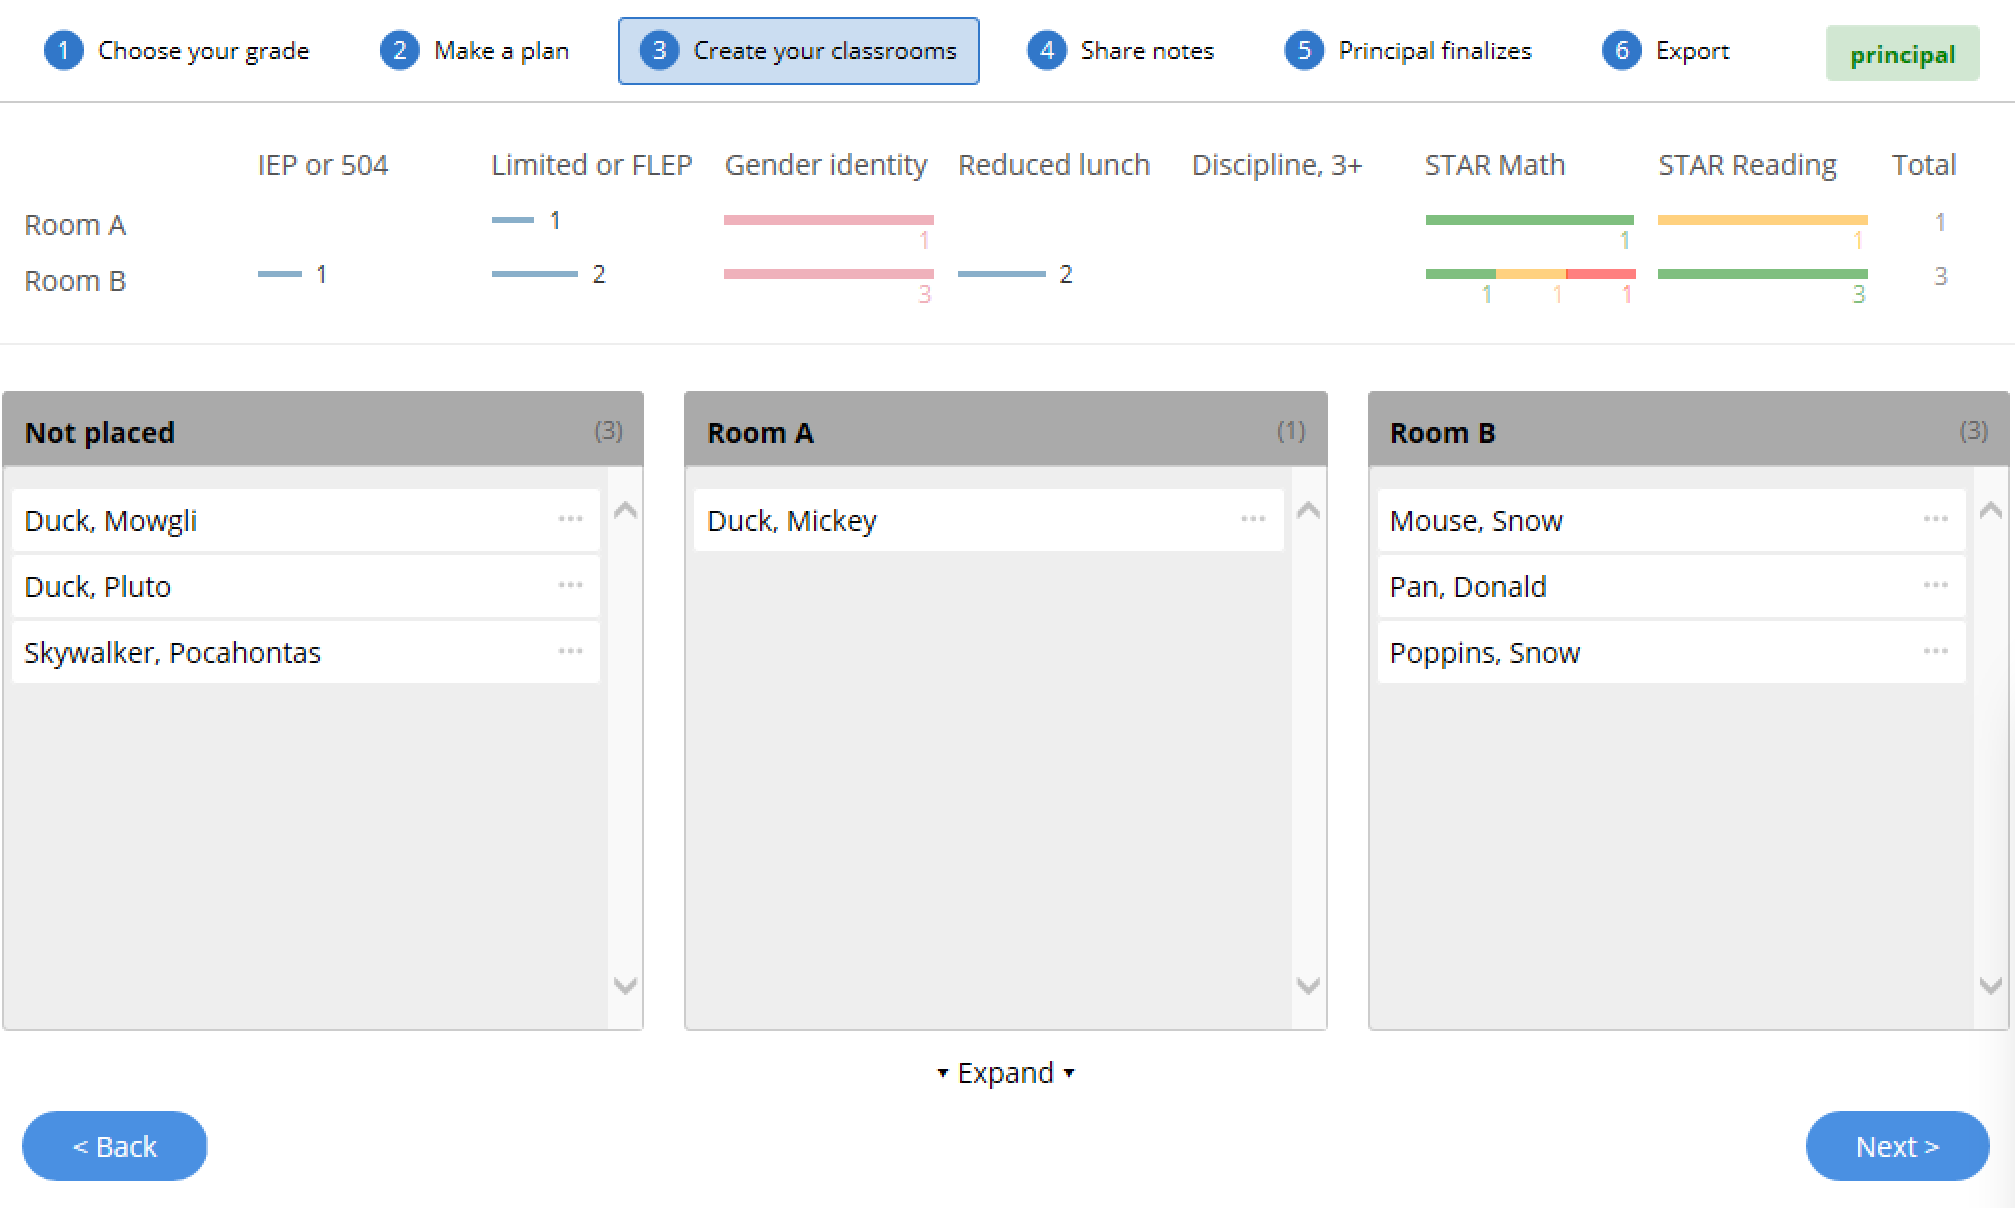 1 Choose your grade 2 Make a plan 3 Create your classrooms 4 Share notes 5 Principal finalizes 6 Export principal
IEP or 504 Limited or FLEP Gender identity Reduced lunch Discipline, 3+ STAR Math STAR Reading Total
Room A 1 1 1 1 1
Room B 1 2 3 2 1 1 1 3 3
Not placed (3)
Duck, Mowgli ...
Duck, Pluto ...
Skywalker, Pocahontas ...
Room A (1)
Duck, Mickey ...
Room B (3)
Mouse, Snow ...
Pan, Donald ...
Poppins, Snow ...
▾ Expand ▾
< Back
Next >